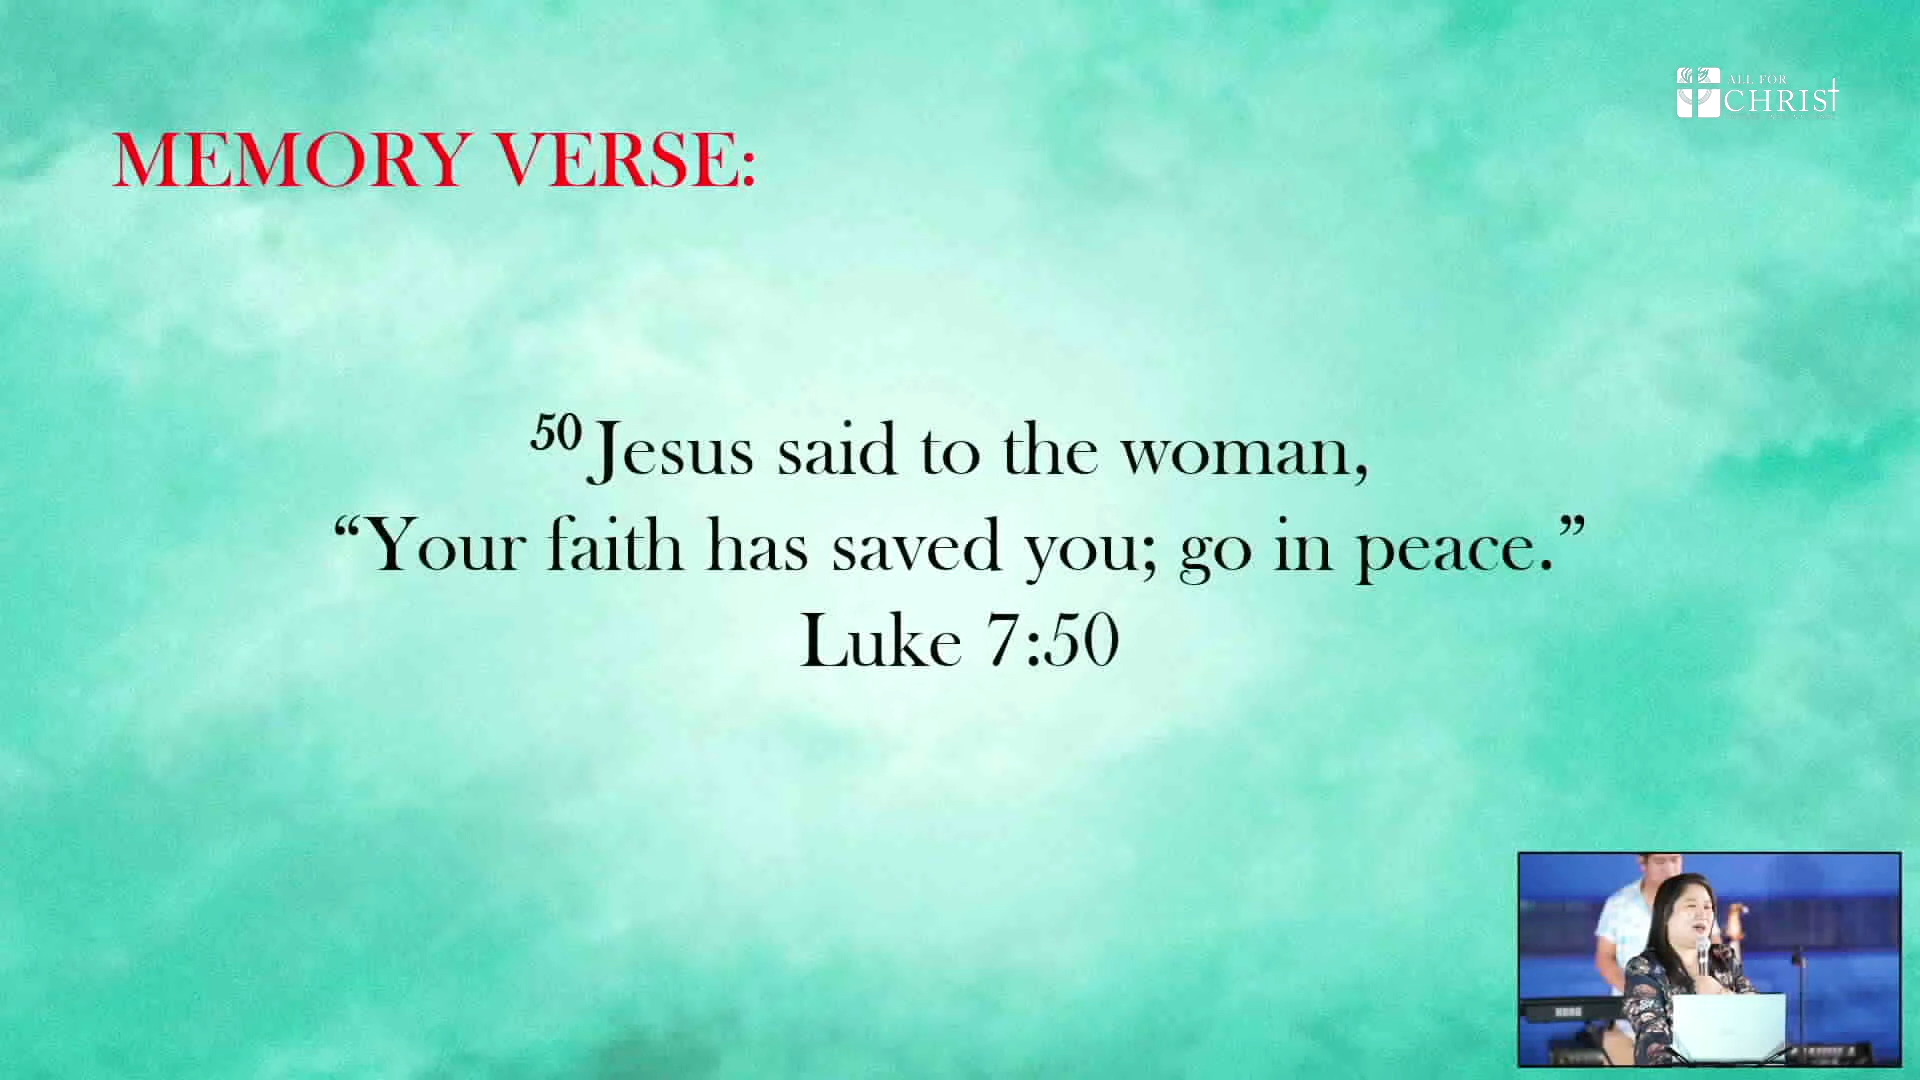 ALL FOR
CHRIST
MEMORY VERSE:
50 Jesus said to the woman,
“Your faith has saved you; go in peace.”
Luke 7:50
KORG